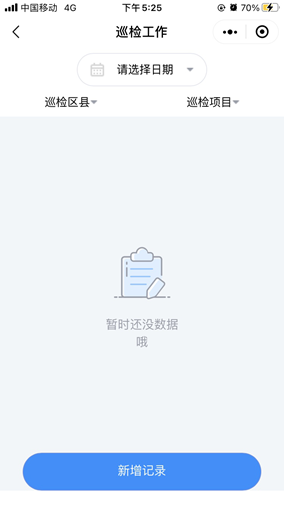 中国移动 4G 下午5:25 70%
巡检工作
请选择日期
巡检区县 巡检项目
暂时还没数据
哦
新增记录